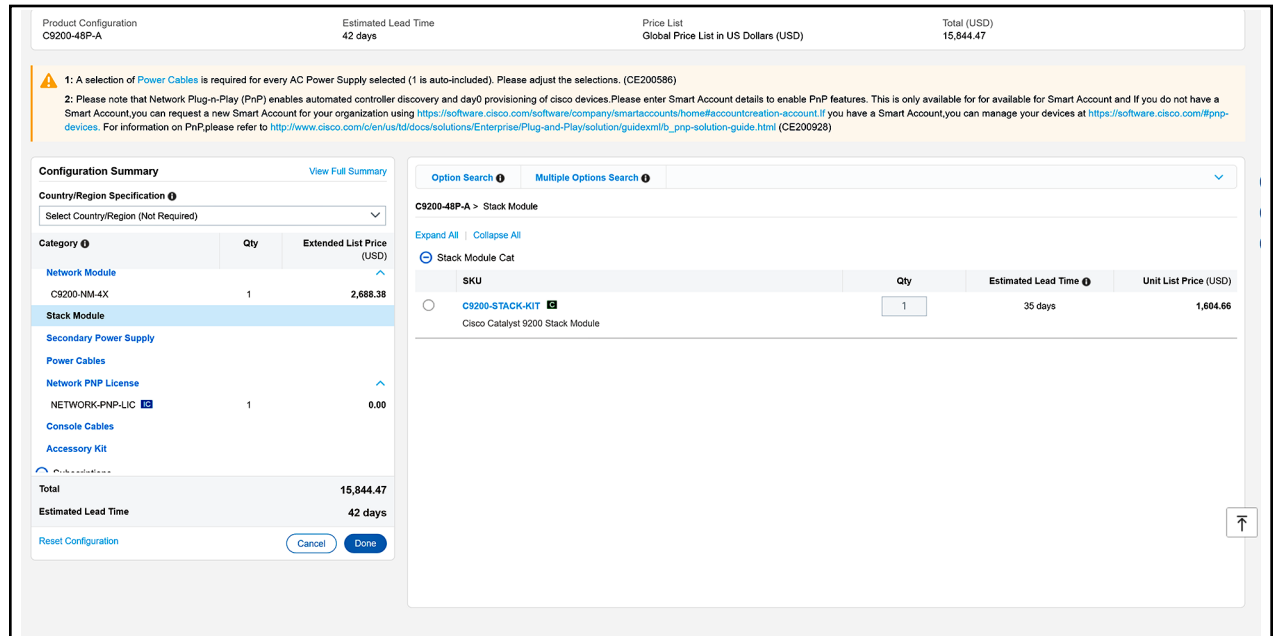 Product Configuration
Estimated Lead Time
Price List
Total (USD)
C9200-48P-A
42 days
Global Price List in US Dollars (USD)
15,844.47
1: A selection of Power Cables is required for every AC Power Supply selected (1 is auto-included). Please adjust the selections. (CE200586)
2: Please note that Network Plug-n-Play (PnP) enables automated controller discovery and day0 provisioning of cisco devices.Please enter Smart Account details to enable PnP features. This is only available for for available for Smart Account and If you do not have a
Smart Account,you can request a new Smart Account for your organization using https://software.cisco.com/software/company/smartaccounts/home#accountcreation-account.If you have a Smart Account,you can manage your devices at https://software.cisco.com/#pnp-
devices. For information on PnP,please refer to http://www.cisco.com/c/en/us/td/docs/solutions/Enterprise/Plug-and-Play/solution/guidexml/b_pnp-solution-guide.html (CE200928)
Configuration Summary
View Full Summary
Country/Region Specification
Select Country/Region (Not Required)
Category
Qty
Extended List Price
(USD)
Network Module
C9200-NM-4X
1
2,688.38
Stack Module
Secondary Power Supply
Power Cables
Network PNP License
NETWORK-PNP-LIC IC
1
0.00
Console Cables
Accessory Kit
Subscriptions
Total
15,844.47
Estimated Lead Time
42 days
Reset Configuration
Cancel
Done
Option Search
Multiple Options Search
C9200-48P-A > Stack Module
Expand All | Collapse All
Stack Module Cat
SKU
Qty
Estimated Lead Time
Unit List Price (USD)
C9200-STACK-KIT C
1
35 days
1,604.66
Cisco Catalyst 9200 Stack Module